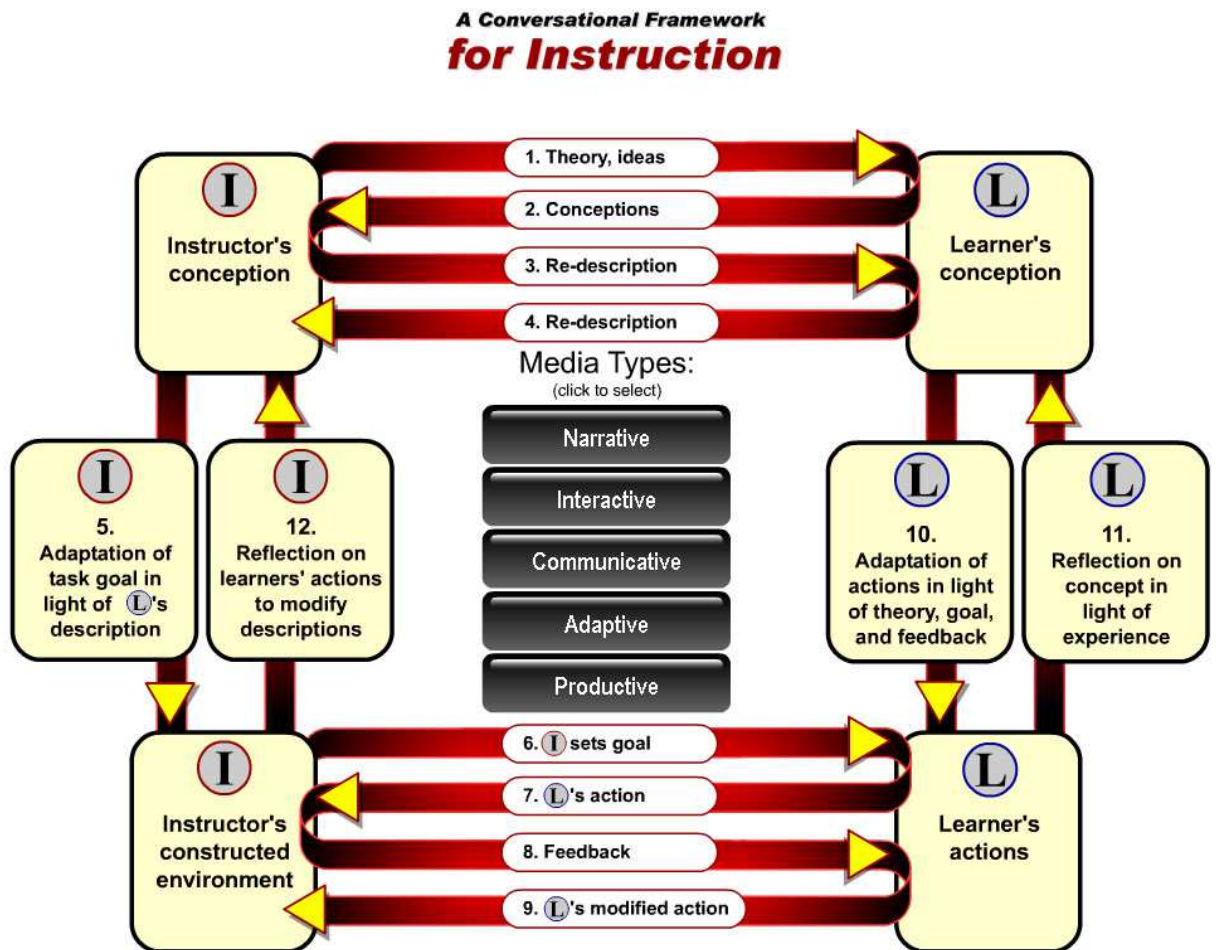 A Conversational Framework
for Instruction
I
Instructor's
conception
1. Theory, ideas
2. Conceptions
3. Re-description
4. Re-description
L
Learner's
conception
Media Types:
(click to select)
Narrative
Interactive
Communicative
Adaptive
Productive
I
5.
Adaptation of
task goal in
light of L's
description
I
12.
Reflection on
learners' actions
to modify
descriptions
L
10.
Adaptation of
actions in light
of theory, goal,
and feedback
L
11.
Reflection on
concept in
light of
experience
I
Instructor's
constructed
environment
6. I sets goal
7. L's action
8. Feedback
9. L's modified action
L
Learner's
actions